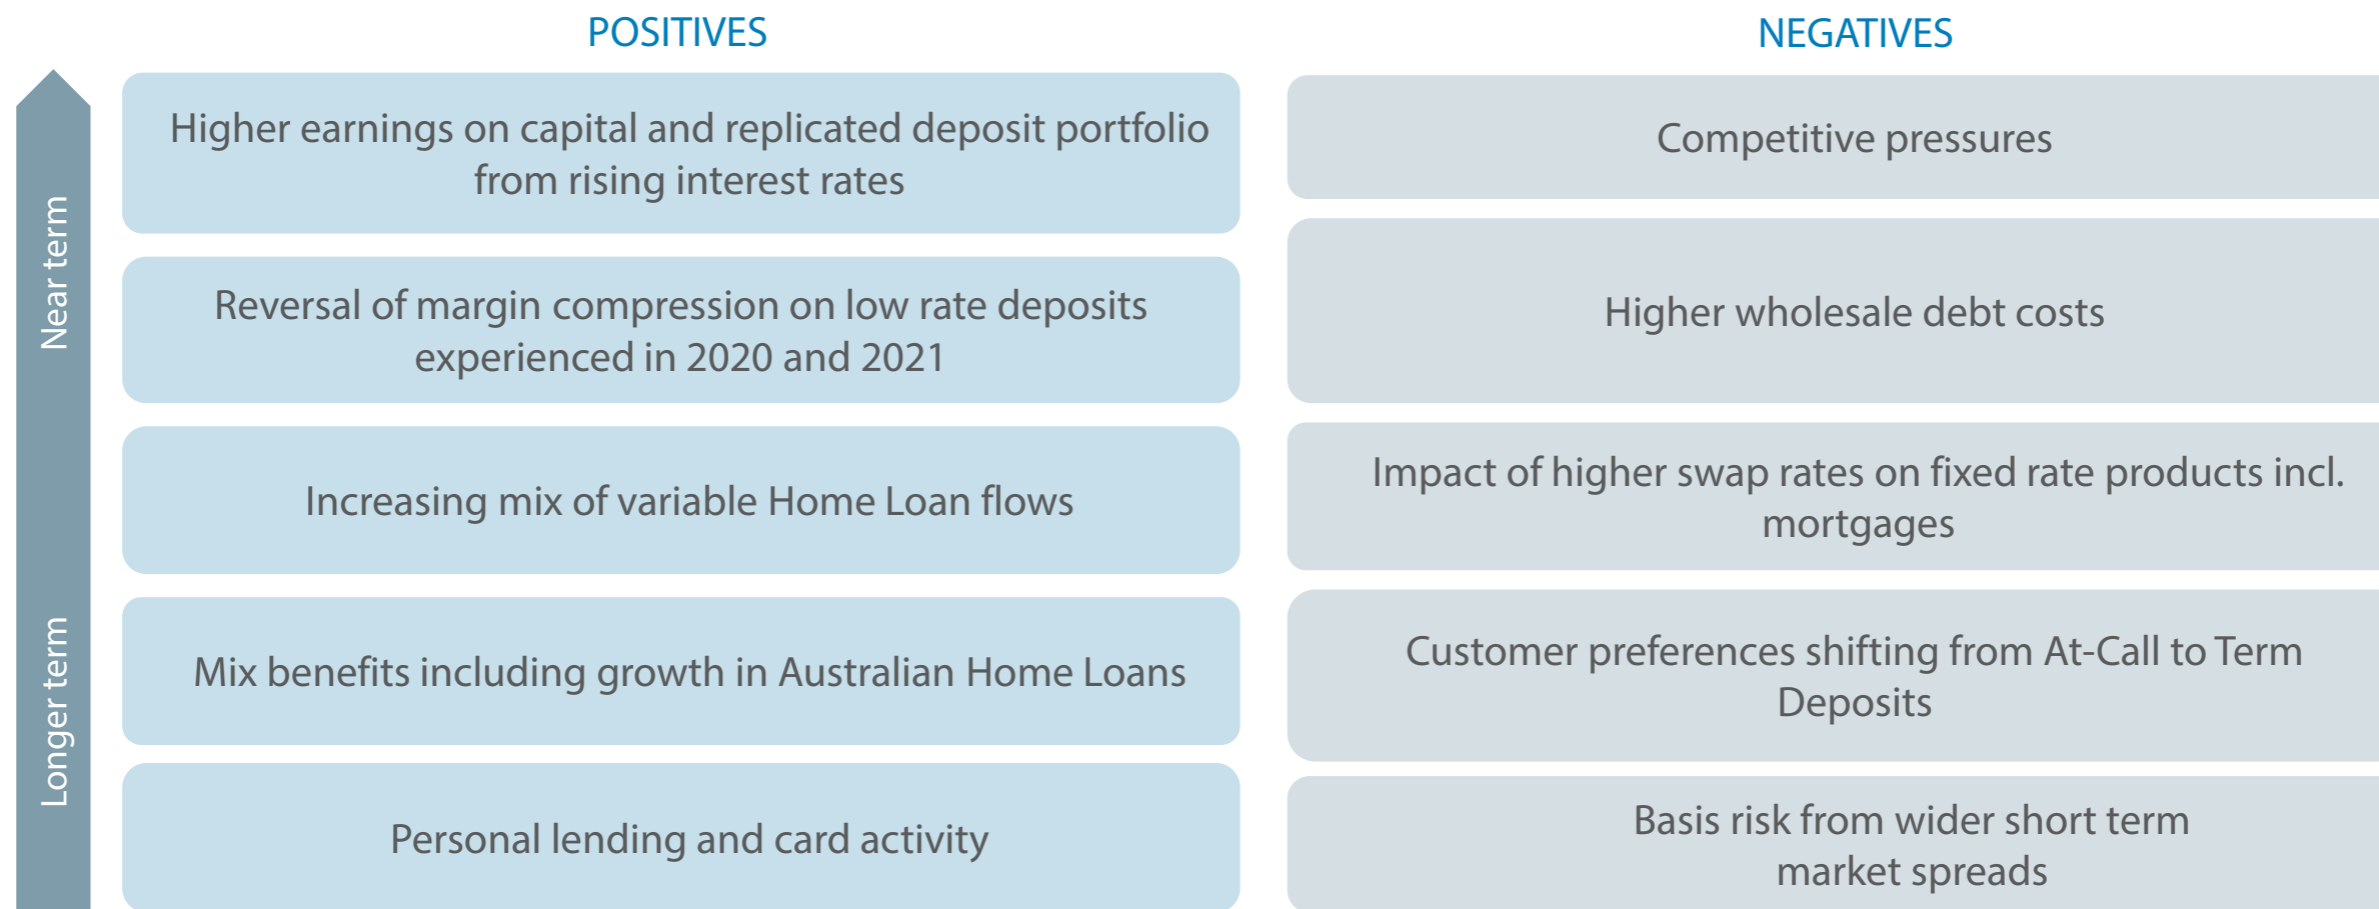 POSITIVES
NEGATIVES
Near term
Longer term
Higher earnings on capital and replicated deposit portfolio
from rising interest rates
Reversal of margin compression on low rate deposits
experienced in 2020 and 2021
Increasing mix of variable Home Loan flows
Mix benefits including growth in Australian Home Loans
Personal lending and card activity
Competitive pressures
Higher wholesale debt costs
Impact of higher swap rates on fixed rate products incl.
mortgages
Customer preferences shifting from At-Call to Term
Deposits
Basis risk from wider short term
market spreads